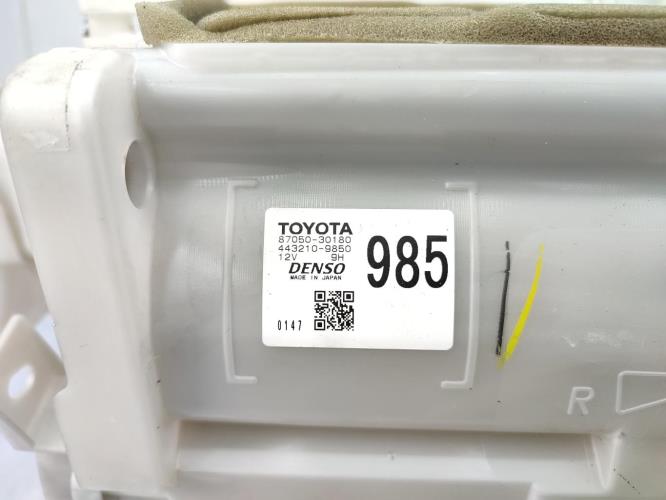 TOYOTA
87050-30180
443210-9850
12V 9H
DENSO
MADE IN JAPAN
985
0147
R